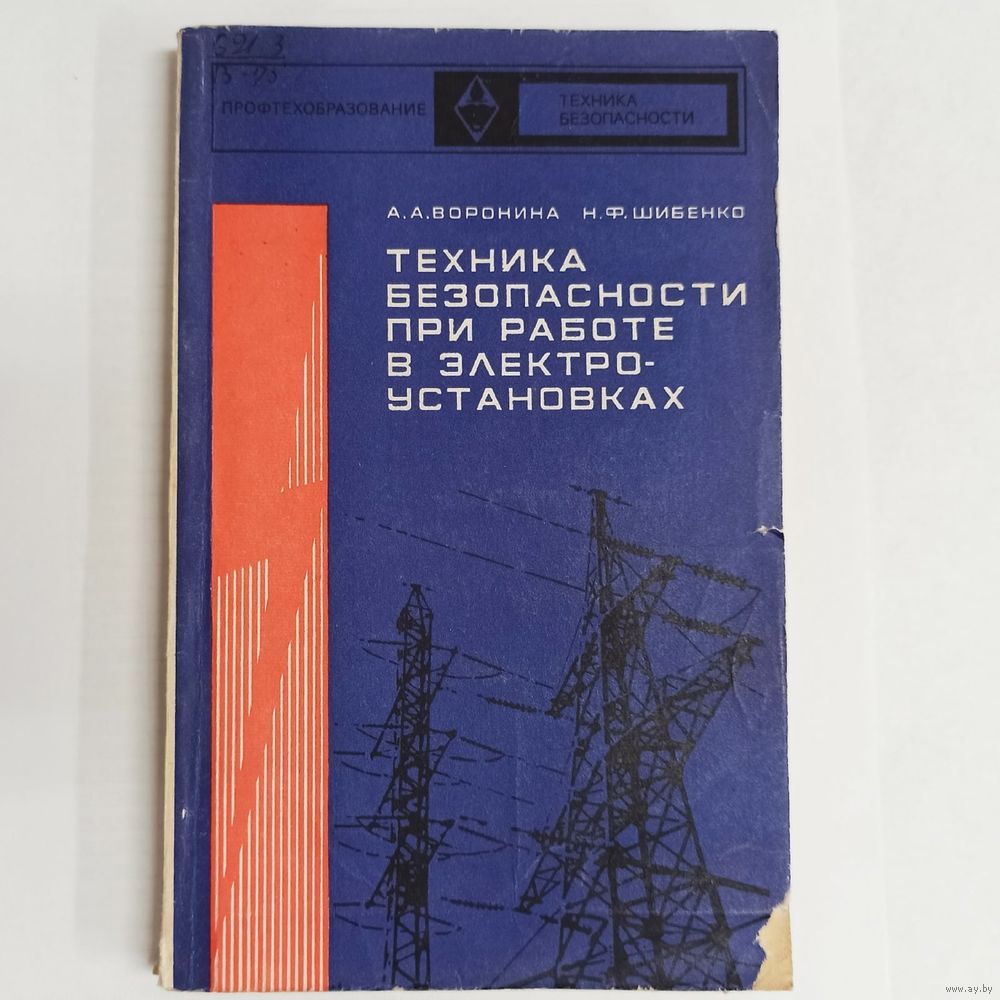 ПРОФТЕХОБРАЗОВАНИЕ
ТЕХНИКА
БЕЗОПАСНОСТИ
А.А.ВОРОНИНА Н.Ф.ШИБЕНКО
ТЕХНИКА
БЕЗОПАСНОСТИ
ПРИ РАБОТЕ
В ЭЛЕКТРО-
УСТАНОВКАХ
www.ay.by